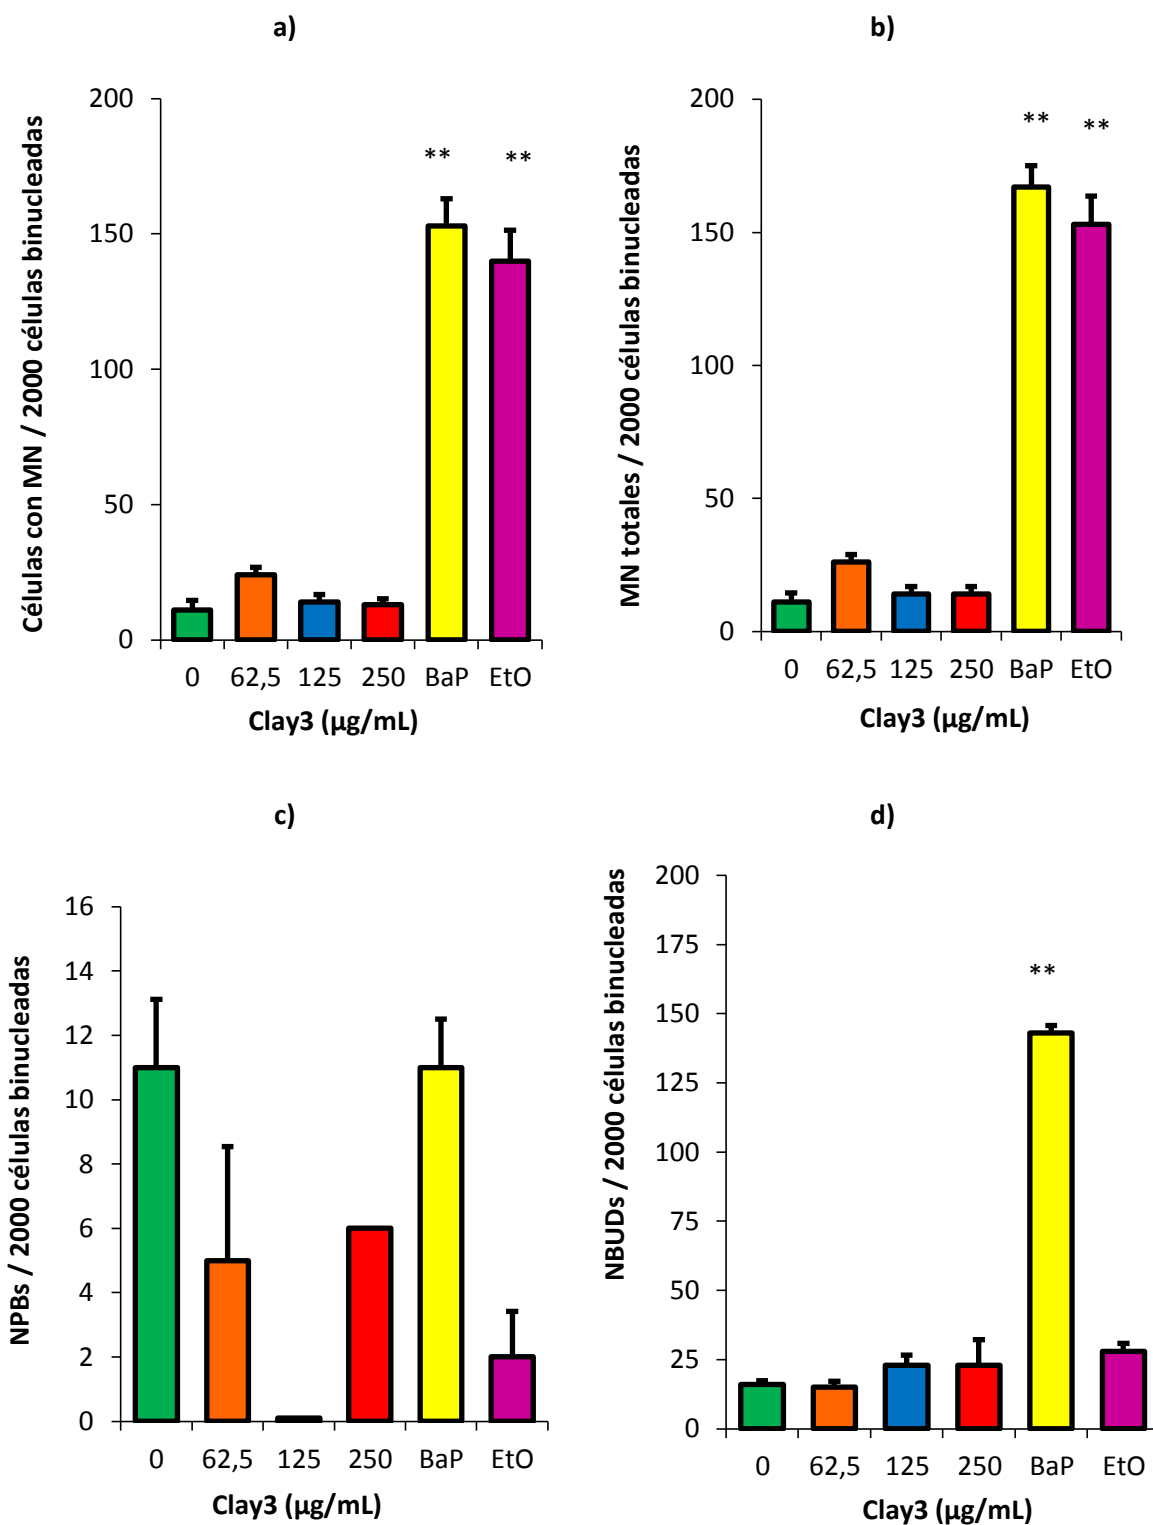 a)
Células con MN / 2000 células binucleadas
200
150
100
50
0
**
**
0 62,5 125 250 BaP EtO
Clay3 (µg/mL)
b)
MN totales / 2000 células binucleadas
200
150
100
50
0
**
**
0 62,5 125 250 BaP EtO
Clay3 (µg/mL)
c)
NPBs / 2000 células binucleadas
16
14
12
10
8
6
4
2
0
0 62,5 125 250 BaP EtO
Clay3 (µg/mL)
d)
NBUDs / 2000 células binucleadas
200
175
150
125
100
75
50
25
0
**
0 62,5 125 250 BaP EtO
Clay3 (µg/mL)